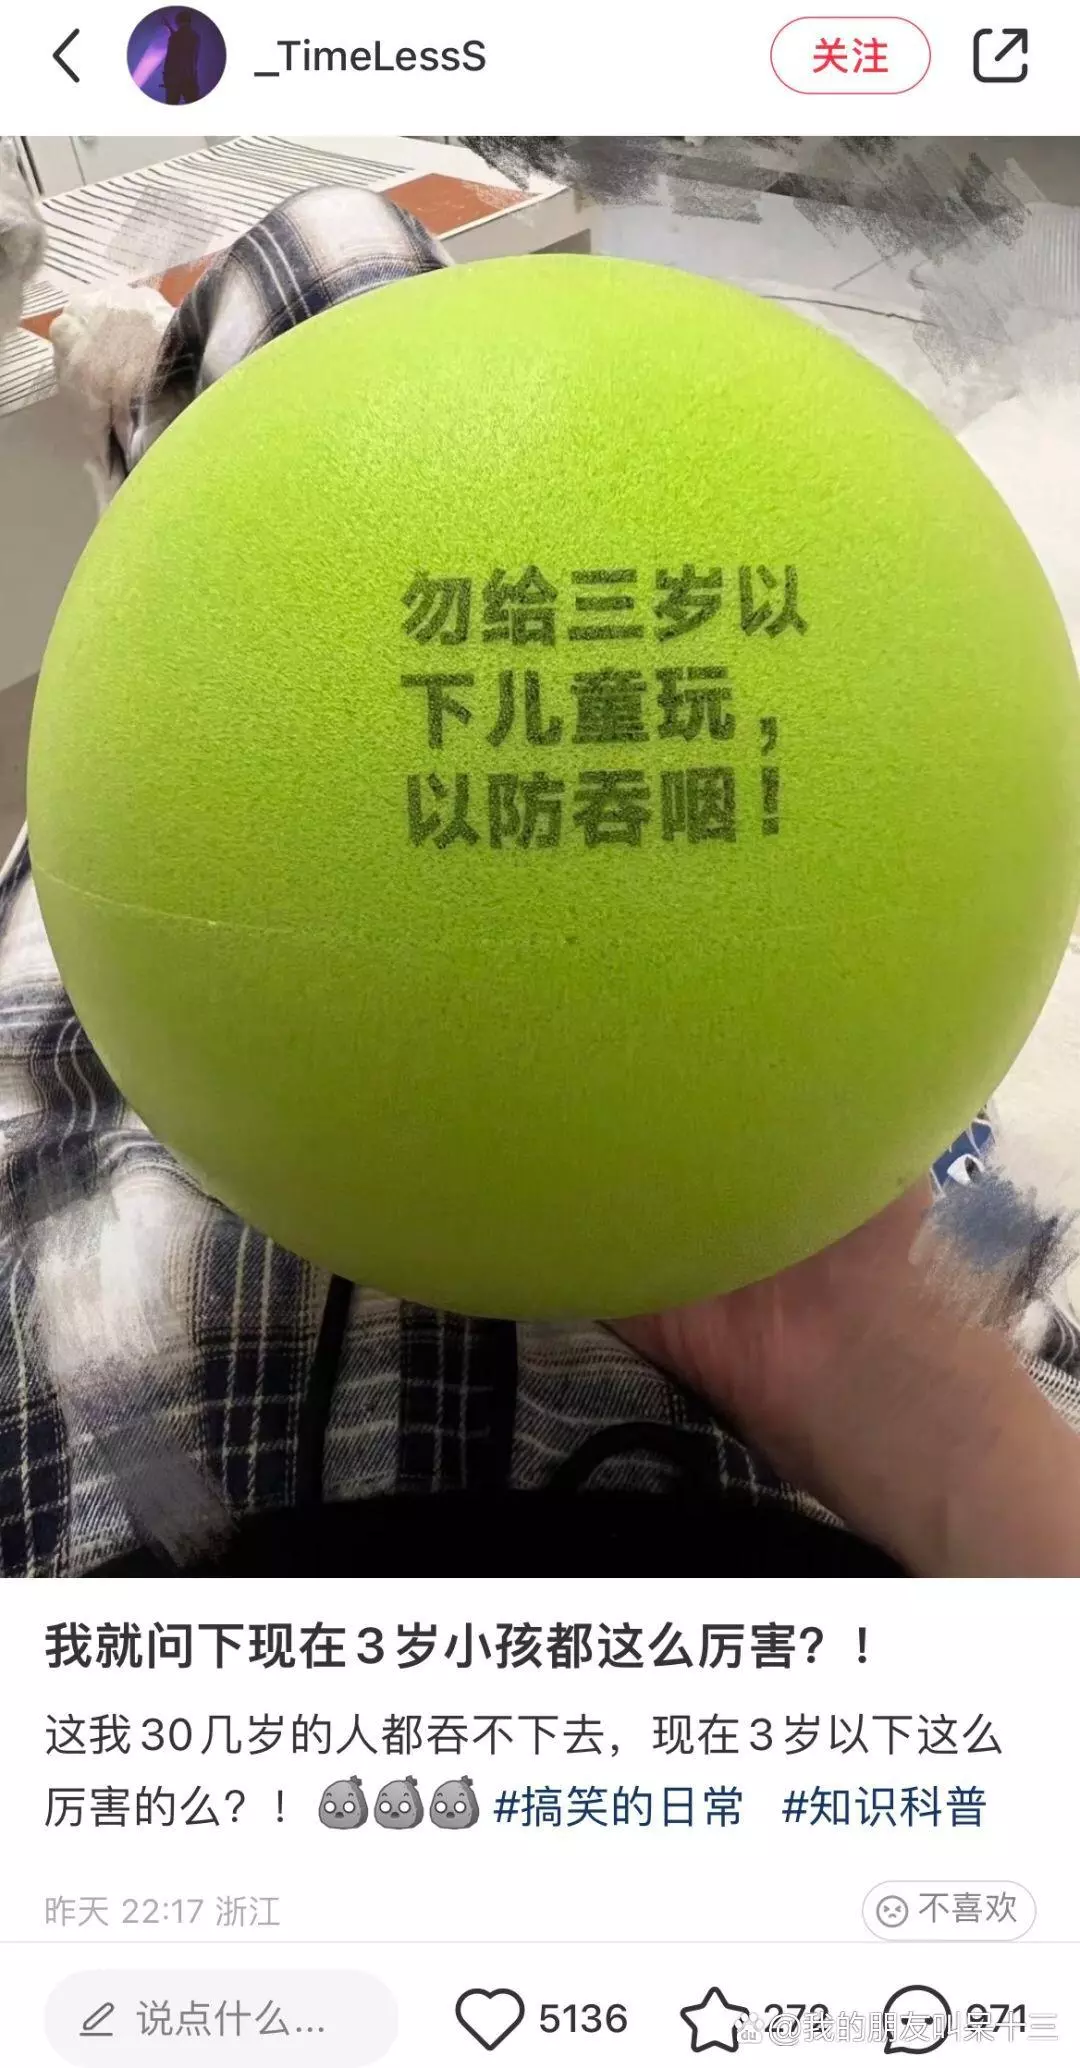 _TimeLessS
关注
勿给三岁以
下儿童玩，
以防吞咽！
我就问下现在3岁小孩都这么厉害？！
这我30几岁的人都吞不下去，现在3岁以下这么
厉害的么？！ #搞笑的日常 #知识科普
昨天 22:17 浙江
不喜欢
说点什么...
5136
272
971
@我的朋友叫呆十三